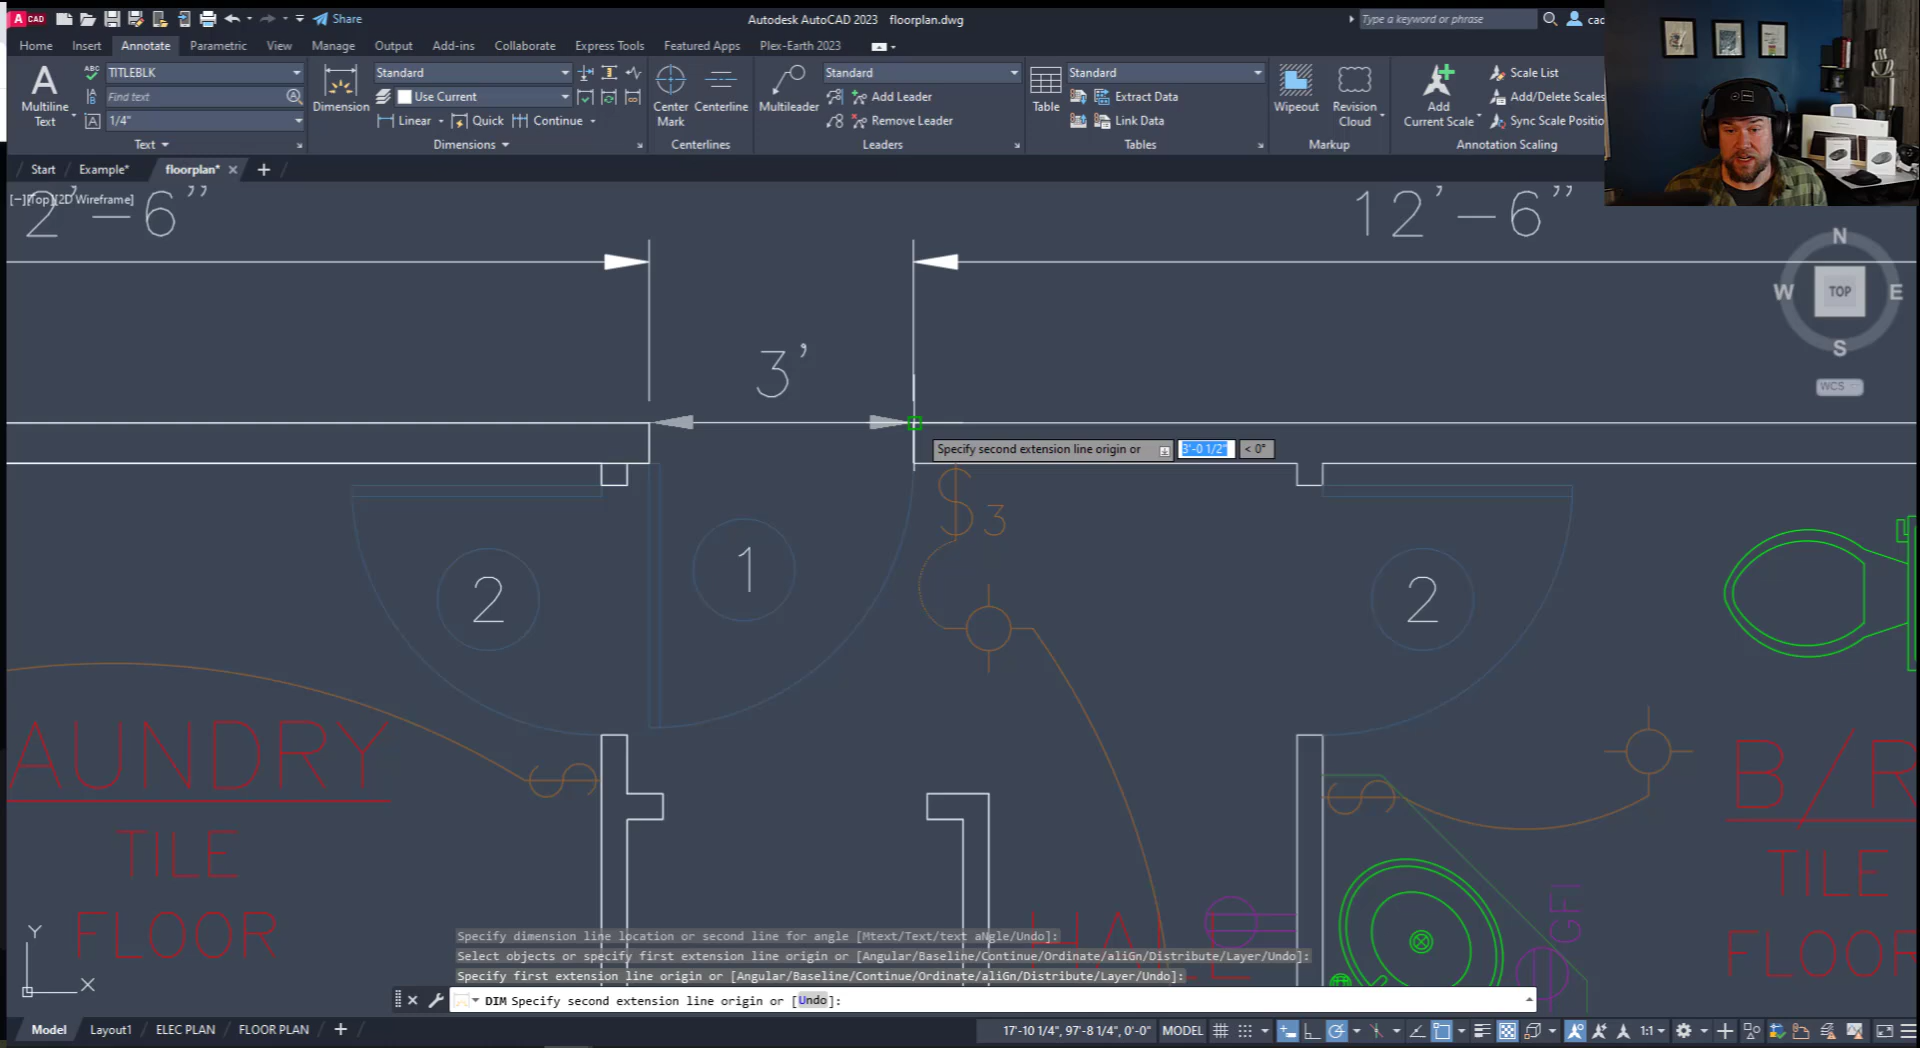 A CAD
Share
Autodesk AutoCAD 2023 floorplan.dwg
Type a keyword or phrase
cad
Home Insert Annotate Parametric View Manage Output Add-ins Collaborate Express Tools Featured Apps Plex-Earth 2023
A
Multiline
Text
ABC TITLEBLK
Find text
1/4"
Text
Dimension
Standard
Use Current
Linear Quick Continue
Dimensions
Center
Mark
Centerline
Centerlines
Multileader
Standard
Add Leader
Remove Leader
Leaders
Table
Standard
Extract Data
Link Data
Tables
Wipeout
Revision
Cloud
Markup
Add
Current Scale
Scale List
Add/Delete Scales
Sync Scale Positio
Annotation Scaling
Start Example* floorplan*
[−][Top][2D Wireframe]
2'-6"
12'-6"
N
W TOP E
S
WCS
3'
Specify second extension line origin or 3'-0 1/2" < 0°
$ 3
2
1
2
AUNDRY
TILE
FLOOR
$
HALL
$
B/R
TILE
FLOOR
GFI
Y
X
Specify dimension line location or second line for angle [Mtext/Text/text aNgle/Undo]:
Select objects or specify first extension line origin or [Angular/Baseline/Continue/Ordinate/aliGn/Distribute/Layer/Undo]:
Specify first extension line origin or [Angular/Baseline/Continue/Ordinate/aliGn/Distribute/Layer/Undo]:
DIM Specify second extension line origin or [Undo]:
Model Layout1 ELEC PLAN FLOOR PLAN
17'-10 1/4", 97'-8 1/4", 0'-0" MODEL 1:1